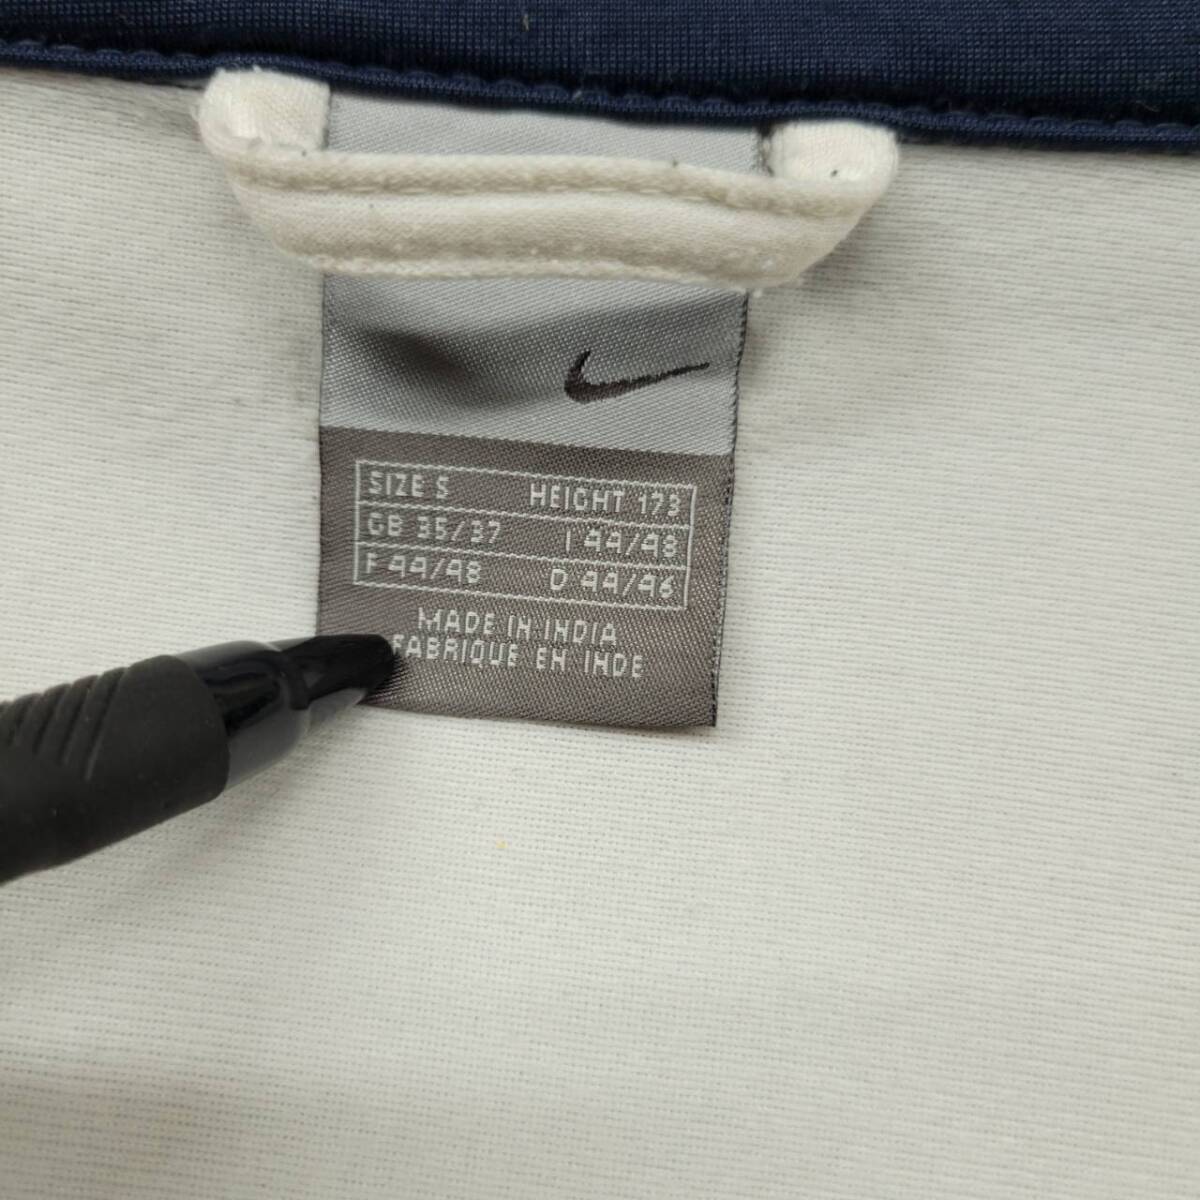 SIZE S HEIGHT 173
GB 35/37 I 44/48
F 44/48 D 44/46
MADE IN INDIA
FABRIQUE EN INDE